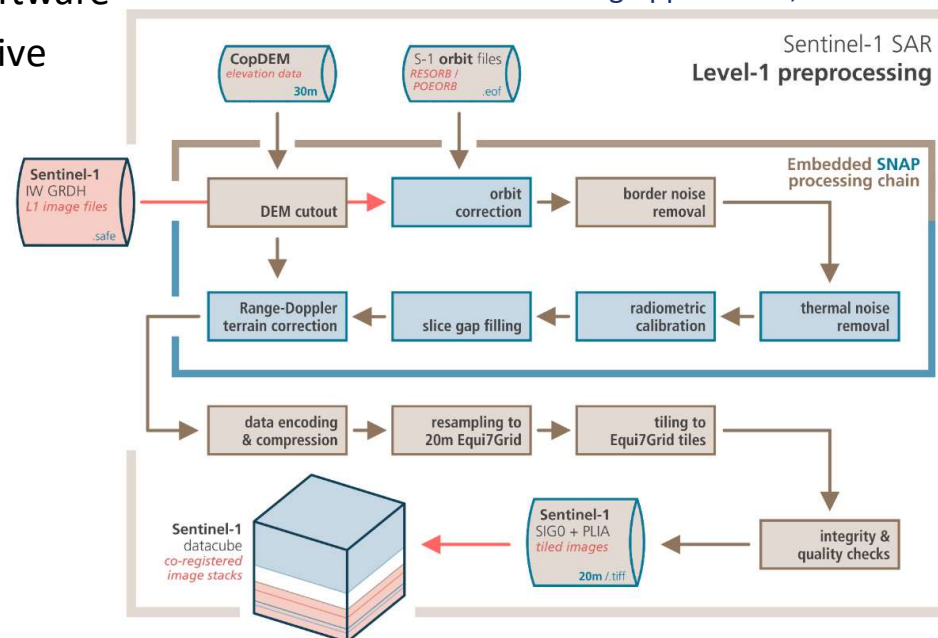 ive
Sentinel-1 SAR
Level-1 preprocessing
CopDEM
elevation data
30m
S-1 orbit files
RESORB /
POEORB
.eof
Embedded SNAP
processing chain
Sentinel-1
IW GRDH
L1 image files
.safe
DEM cutout
orbit
correction
border noise
removal
Range-Doppler
terrain correction
slice gap filling
radiometric
calibration
thermal noise
removal
data encoding
& compression
resampling to
20m Equi7Grid
tiling to
Equi7Grid tiles
Sentinel-1
datacube
co-registered
image stacks
Sentinel-1
SIG0 + PLIA
tiled images
20m /.tiff
integrity &
quality checks